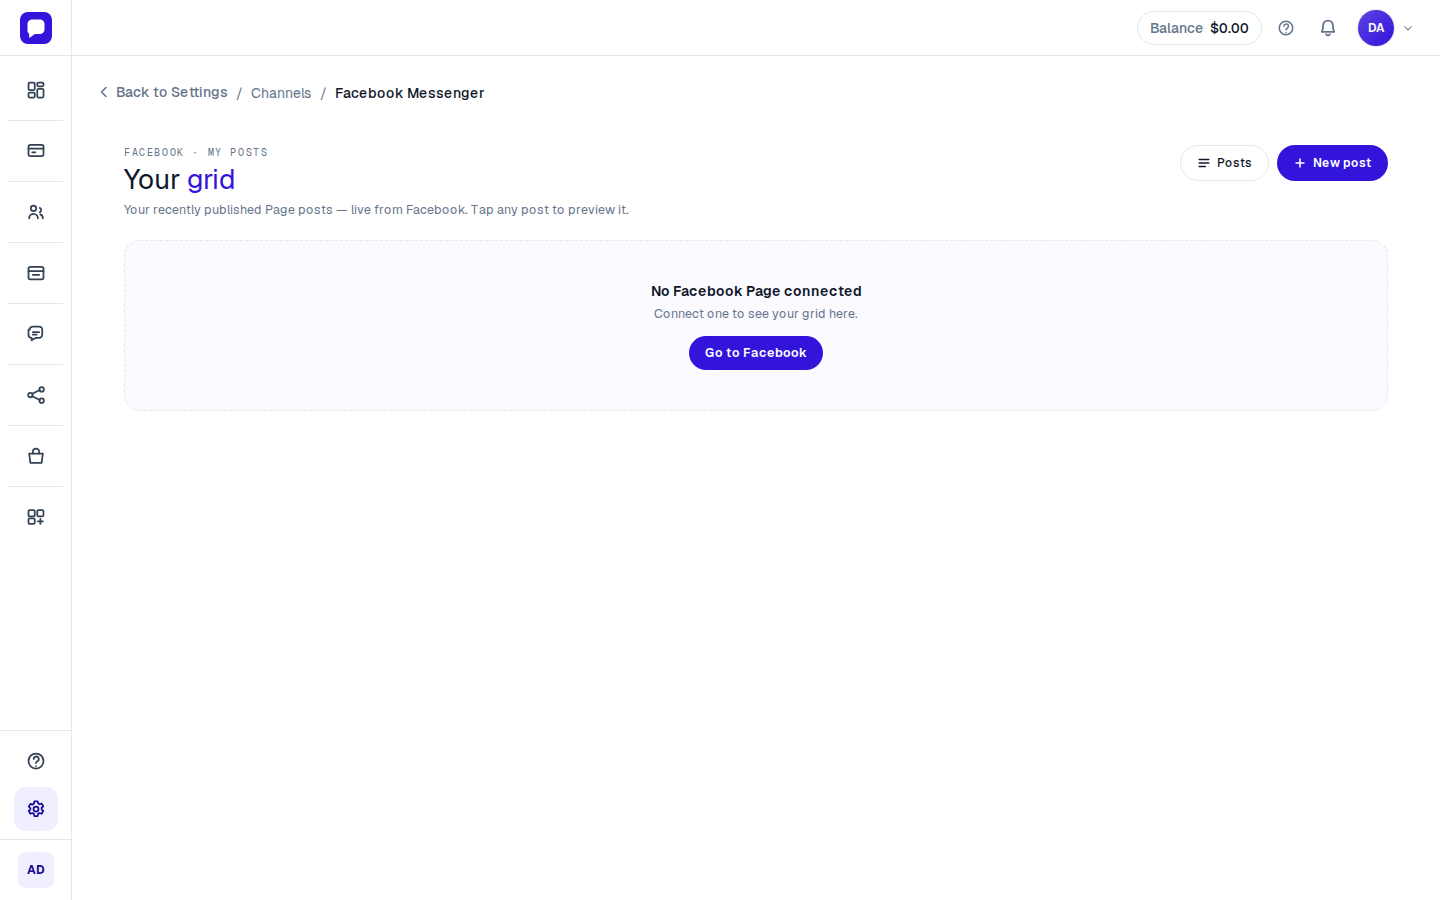 Balance $0.00
DA
Back to Settings / Channels / Facebook Messenger
FACEBOOK · MY POSTS
Your grid
Your recently published Page posts — live from Facebook. Tap any post to preview it.
Posts
New post
No Facebook Page connected
Connect one to see your grid here.
Go to Facebook
AD